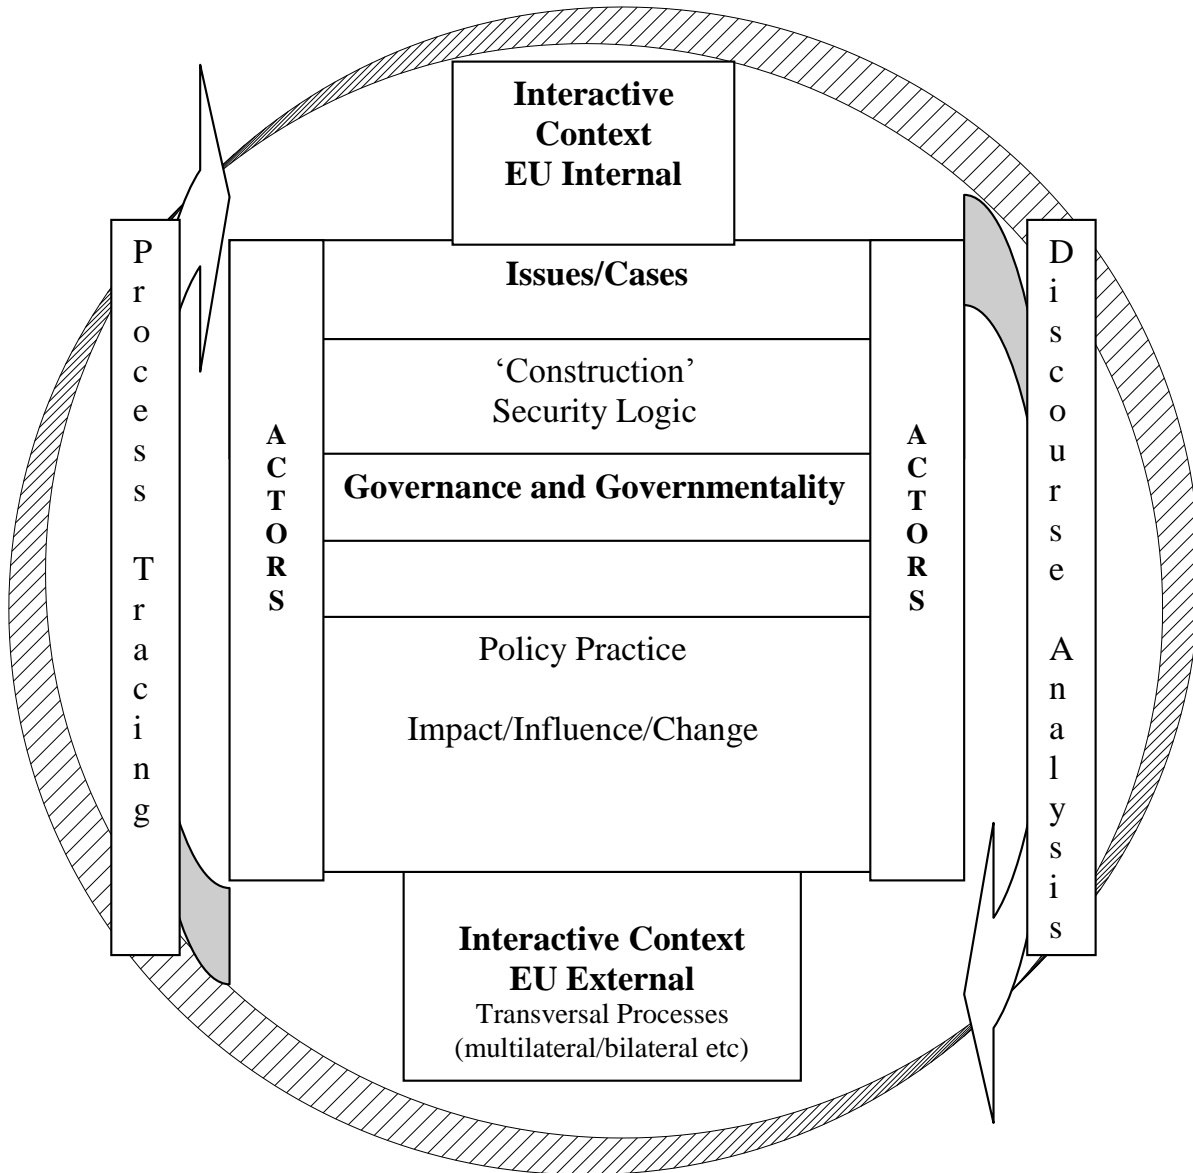 Interactive
Context
EU Internal
Process Tracing
ACTORS
Issues/Cases
‘Construction’
Security Logic
Governance and Governmentality
Policy Practice
Impact/Influence/Change
ACTORS
Discourse Analysis
Interactive Context
EU External
Transversal Processes
(multilateral/bilateral etc)